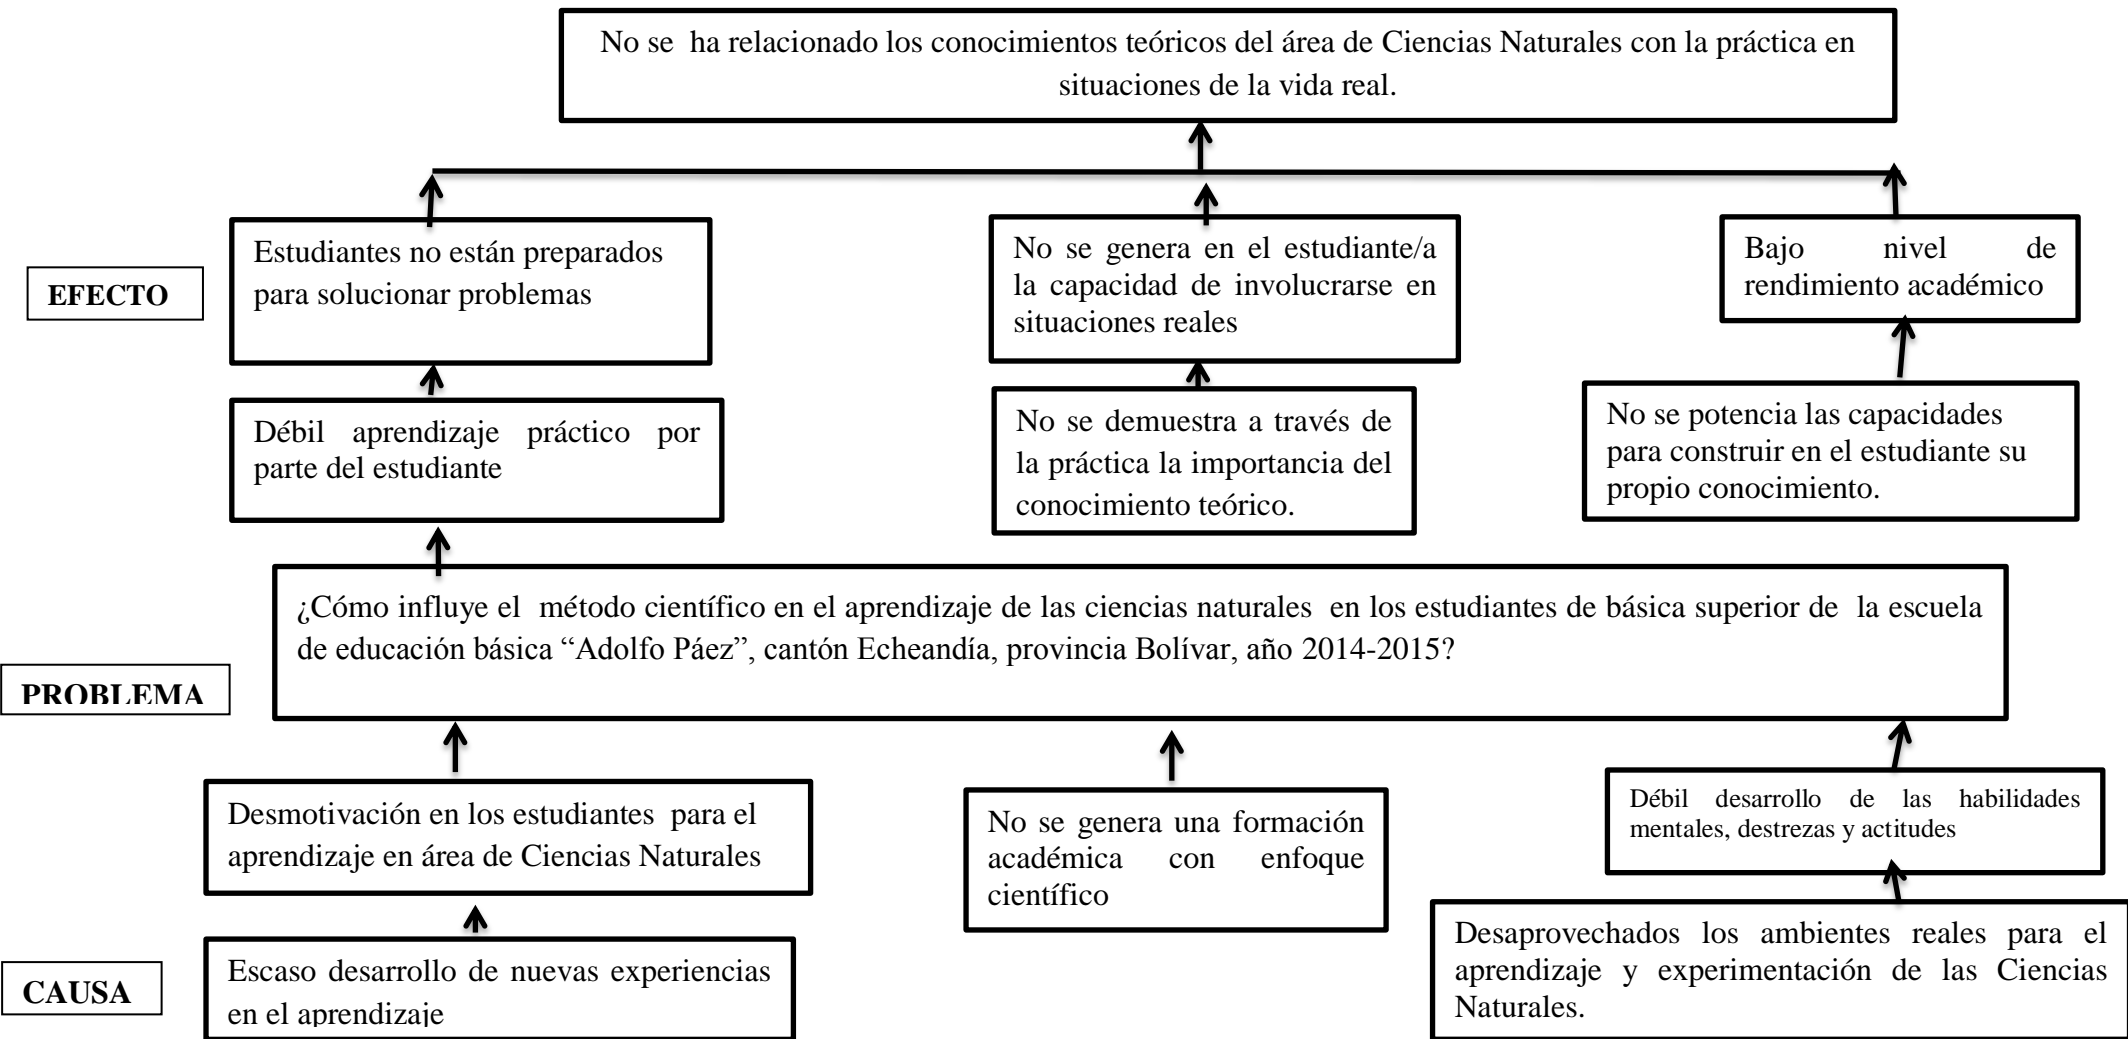 No se ha relacionado los conocimientos teóricos del área de Ciencias Naturales con la práctica en
situaciones de la vida real.
EFECTO
Estudiantes no están preparados
para solucionar problemas
No se genera en el estudiante/a
la capacidad de involucrarse en
situaciones reales
Bajo nivel de
rendimiento académico
Débil aprendizaje práctico por
parte del estudiante
No se demuestra a través de
la práctica la importancia del
conocimiento teórico.
No se potencia las capacidades
para construir en el estudiante su
propio conocimiento.
PROBLEMA
¿Cómo influye el método científico en el aprendizaje de las ciencias naturales en los estudiantes de básica superior de la escuela
de educación básica “Adolfo Páez”, cantón Echeandía, provincia Bolívar, año 2014-2015?
Desmotivación en los estudiantes para el
aprendizaje en área de Ciencias Naturales
No se genera una formación
académica con enfoque
científico
Débil desarrollo de las habilidades
mentales, destrezas y actitudes
CAUSA
Escaso desarrollo de nuevas experiencias
en el aprendizaje
Desaprovechados los ambientes reales para el
aprendizaje y experimentación de las Ciencias
Naturales.